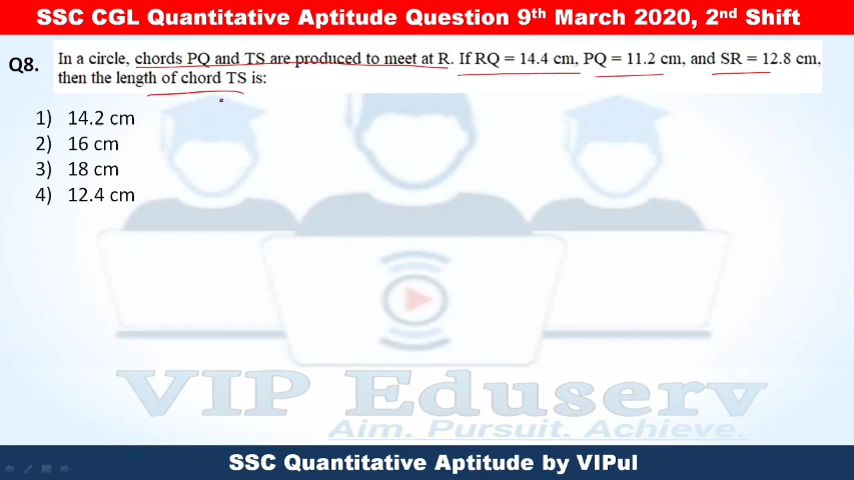 SSC CGL Quantitative Aptitude Question 9th March 2020, 2nd Shift
Q8. In a circle, chords PQ and TS are produced to meet at R. If RQ = 14.4 cm, PQ = 11.2 cm, and SR = 12.8 cm,
then the length of chord TS is:
1) 14.2 cm
2) 16 cm
3) 18 cm
4) 12.4 cm
VIP Eduserv
Aim. Pursuit. Achieve.
SSC Quantitative Aptitude by VIPul